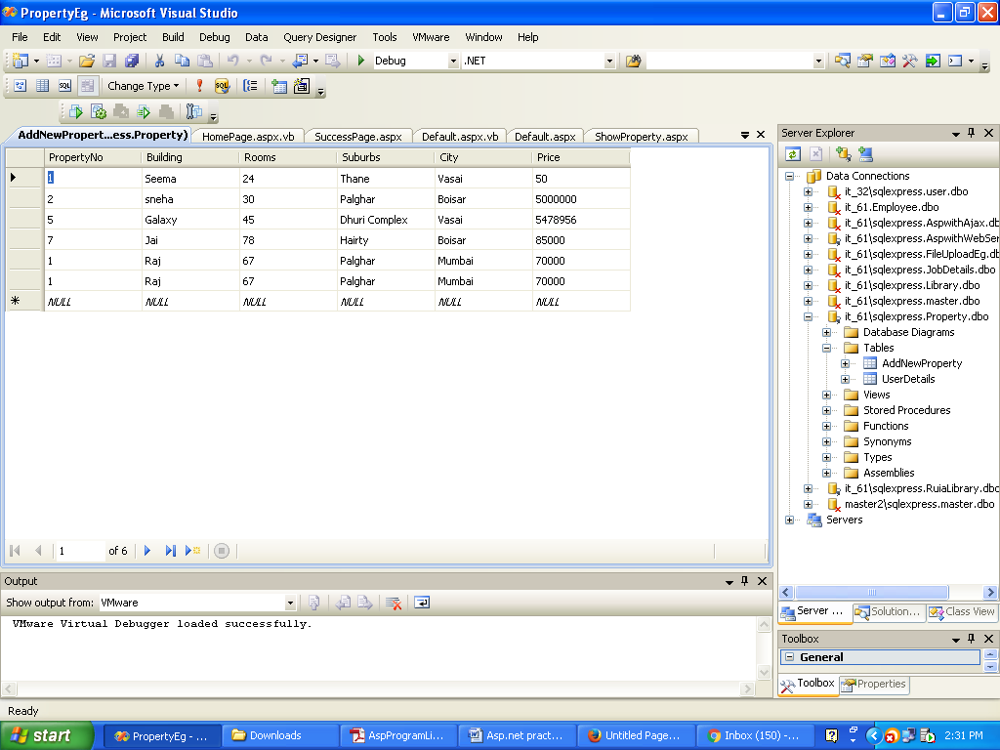 PropertyEg - Microsoft Visual Studio
File Edit View Project Build Debug Data Query Designer Tools VMware Window Help
Debug .NET
SQL Change Type SQL
AddNewPropert...ess.Property) HomePage.aspx.vb SuccessPage.aspx Default.aspx.vb Default.aspx ShowProperty.aspx
PropertyNo Building Rooms Suburbs City Price
1 Seema 24 Thane Vasai 50
2 sneha 30 Palghar Boisar 5000000
5 Galaxy 45 Dhuri Complex Vasai 5478956
7 Jai 78 Hairty Boisar 85000
1 Raj 67 Palghar Mumbai 70000
1 Raj 67 Palghar Mumbai 70000
NULL NULL NULL NULL NULL NULL
1 of 6
Output
Show output from: VMware
VMware Virtual Debugger loaded successfully.
Server Explorer
Data Connections
it_32\sqlexpress.user.dbo
it_61.Employee.dbo
it_61\sqlexpress.AspwithAjax.db
it_61\sqlexpress.AspwithWebSer
it_61\sqlexpress.FileUploadEg.db
it_61\sqlexpress.JobDetails.dbo
it_61\sqlexpress.Library.dbo
it_61\sqlexpress.master.dbo
it_61\sqlexpress.Property.dbo
Database Diagrams
Tables
AddNewProperty
UserDetails
Views
Stored Procedures
Functions
Synonyms
Types
Assemblies
it_61\sqlexpress.RuiaLibrary.dbo
master2\sqlexpress.master.dbo
Servers
Server ... Solution... Class View
Toolbox
General
Toolbox Properties
Ready
start PropertyEg - ... Downloads AspProgramLi... Asp.net pract... Untitled Page... Inbox (150) -... 2:31 PM